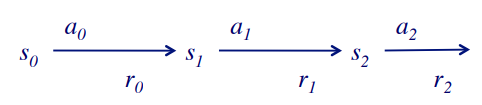 a₀ a₁ a₂
s₀ s₁ s₂
r₀ r₁ r₂